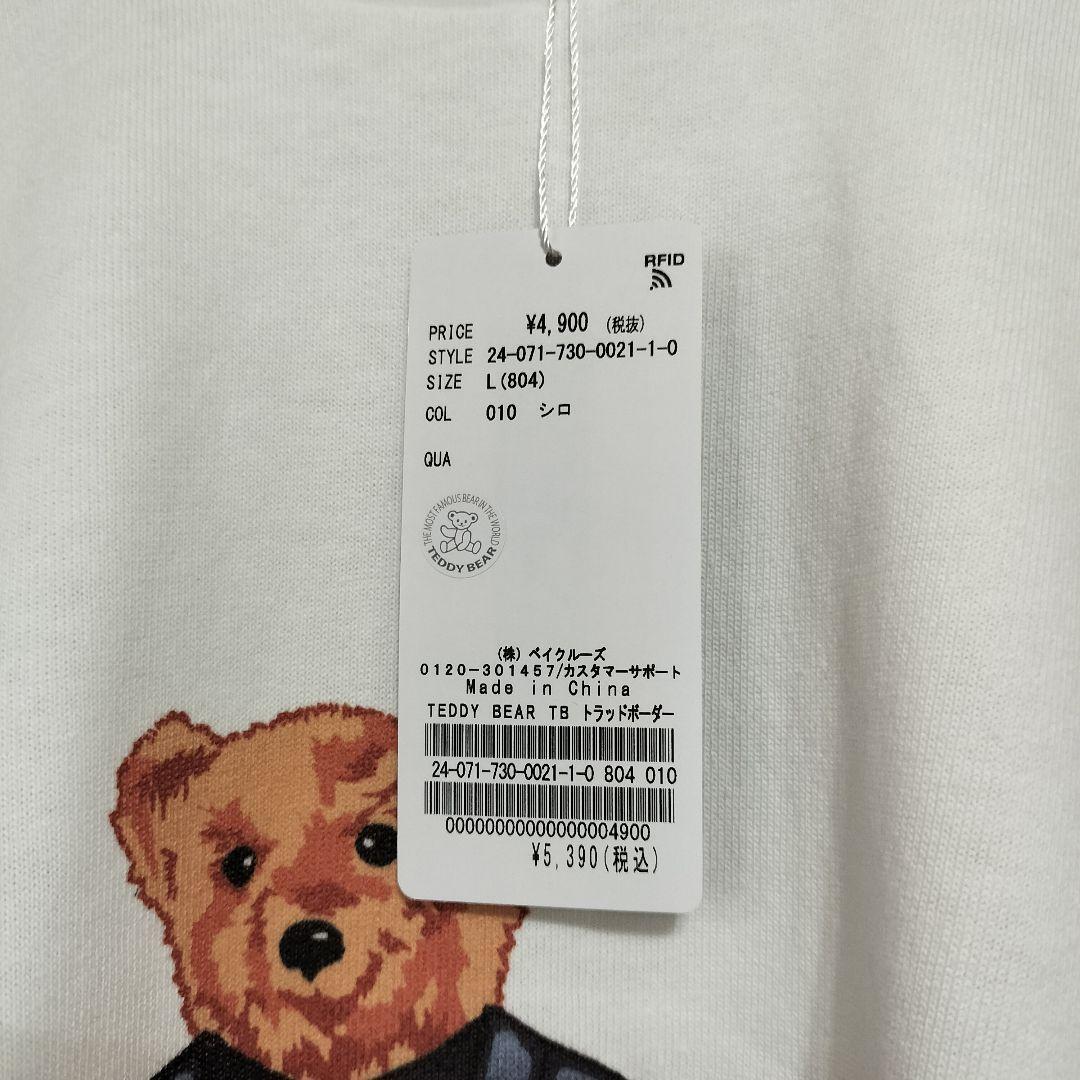 RFID
PRICE ¥4,900 (税抜)
STYLE 24-071-730-0021-1-0
SIZE L(804)
COL 010 シロ
QUA
THE MOST FAMOUS BEAR IN THE WORLD
TEDDY BEAR
(株) ベイクルーズ
0120-301457/カスタマーサポート
Made in China
TEDDY BEAR TB トラッドボーダー
24-071-730-0021-1-0 804 010
00000000000000004900
¥5,390(税込)